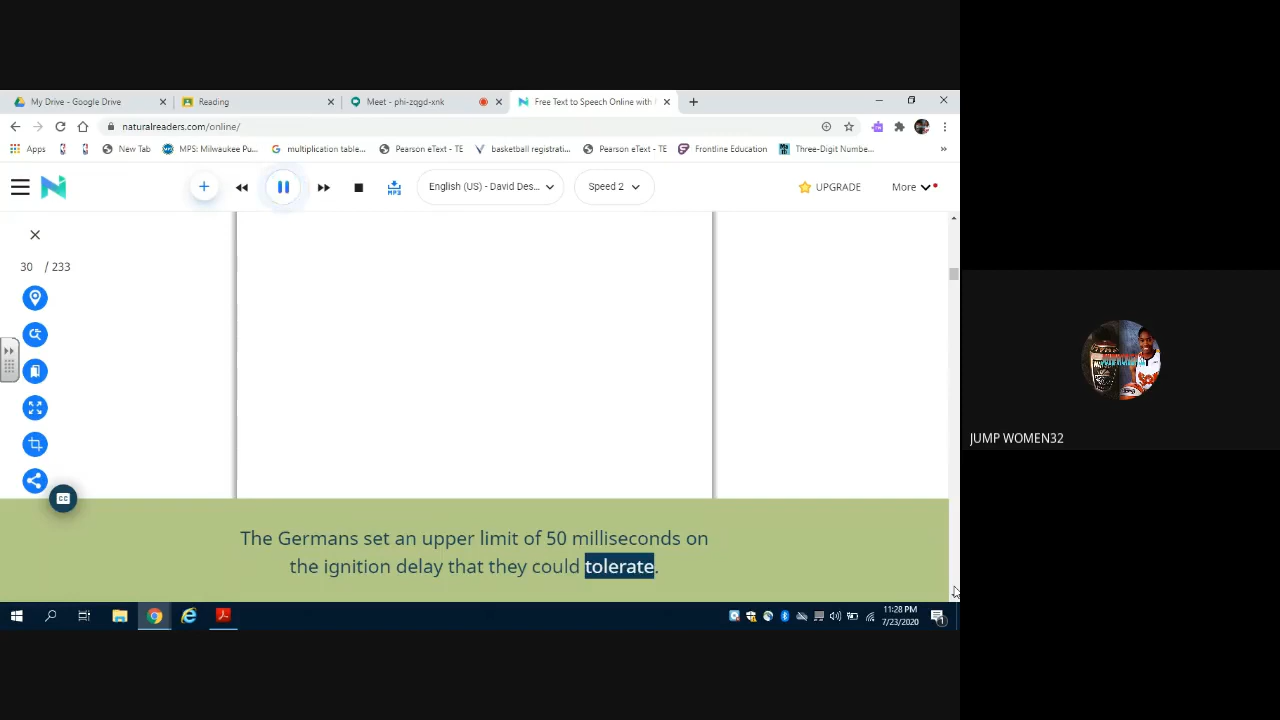 My Drive - Google Drive
Reading
Meet - phi-zqgd-xnk
Free Text to Speech Online with
naturalreaders.com/online/
Apps
New Tab
MPS: Milwaukee Pu...
multiplication table...
Pearson eText - TE
basketball registrati...
Pearson eText - TE
Frontline Education
Three-Digit Numbe...
»
MP3
English (US) - David Des...
Speed 2
UPGRADE
More
30 / 233
CC
The Germans set an upper limit of 50 milliseconds on
the ignition delay that they could tolerate.
11:28 PM
7/23/2020
1
JUMP WOMEN32